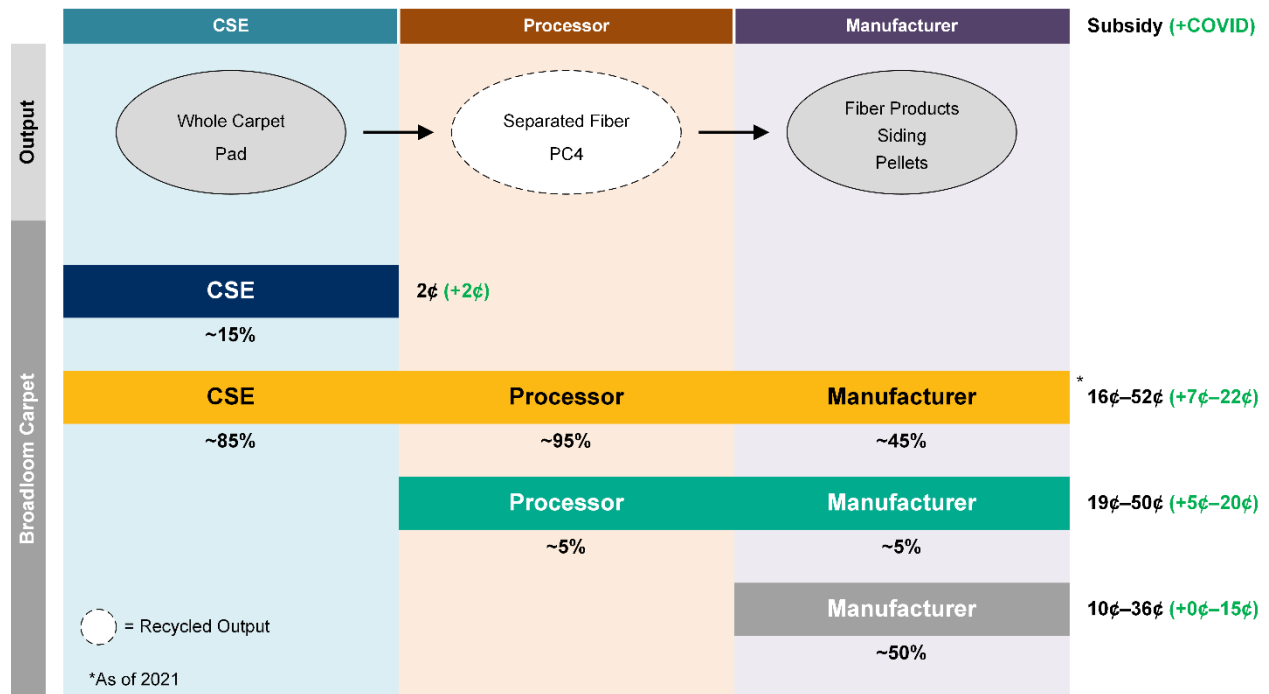 CSE
Processor
Manufacturer
Subsidy (+COVID)
Output
Whole Carpet
Pad
Separated Fiber
PC4
Fiber Products
Siding
Pellets
Broadloom Carpet
CSE
2¢ (+2¢)
~15%
CSE
Processor
Manufacturer
*
16¢–52¢ (+7¢–22¢)
~85%
~95%
~45%
Processor
Manufacturer
19¢–50¢ (+5¢–20¢)
~5%
~5%
Manufacturer
10¢–36¢ (+0¢–15¢)
~50%
= Recycled Output
*As of 2021